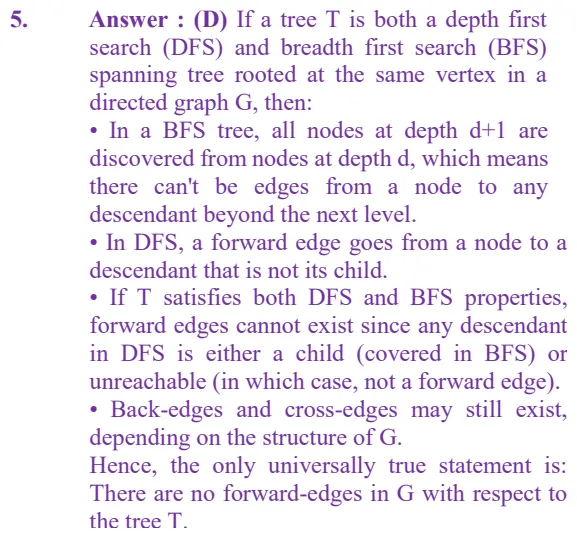 5. Answer : (D) If a tree T is both a depth first
search (DFS) and breadth first search (BFS)
spanning tree rooted at the same vertex in a
directed graph G, then:
• In a BFS tree, all nodes at depth d+1 are
discovered from nodes at depth d, which means
there can't be edges from a node to any
descendant beyond the next level.
• In DFS, a forward edge goes from a node to a
descendant that is not its child.
• If T satisfies both DFS and BFS properties,
forward edges cannot exist since any descendant
in DFS is either a child (covered in BFS) or
unreachable (in which case, not a forward edge).
• Back-edges and cross-edges may still exist,
depending on the structure of G.
Hence, the only universally true statement is:
There are no forward-edges in G with respect to
the tree T.